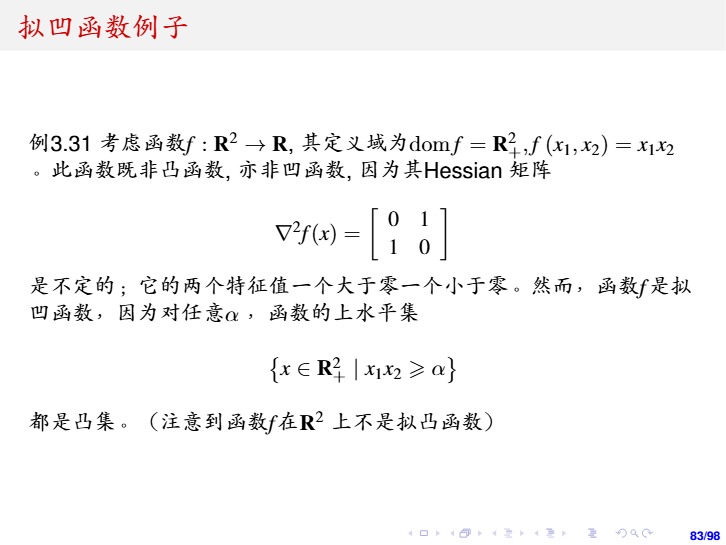 拟凹函数例子
例3.31 考虑函数f : R² → R, 其定义域为dom f = R²₊, f (x₁, x₂) = x₁x₂
。此函数既非凸函数, 亦非凹函数, 因为其Hessian 矩阵
∇²f(x) = [ 0 1
1 0 ]
是不定的；它的两个特征值一个大于零一个小于零。然而，函数f是拟
凹函数，因为对任意α ，函数的上水平集
{x ∈ R²₊ | x₁x₂ ⩾ α}
都是凸集。（注意到函数f在R² 上不是拟凸函数）
83/98